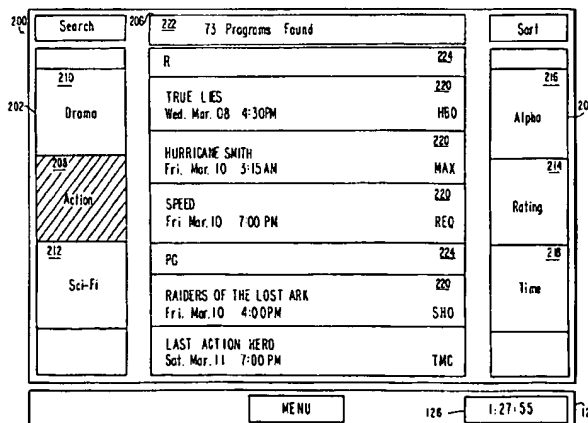 200
Search
206
222
73 Programs Found
Sort
R
224
202
210
Drama
TRUE LIES
220
Wed. Mar. 08 4:30PM
HBO
216
Alpha
208
Action
HURRICANE SMITH
220
Fri. Mar. 10 3:15AM
MAX
214
Rating
SPEED
220
Fri Mar.10 7:00 PM
REQ
PG
224
212
Sci-Fi
RAIDERS OF THE LOST ARK
220
Fri. Mar.10 4:00PM
SHO
218
Time
LAST ACTION HERO
Sat. Mar.11 7:00 PM
TMC
MENU
126
1:27:55